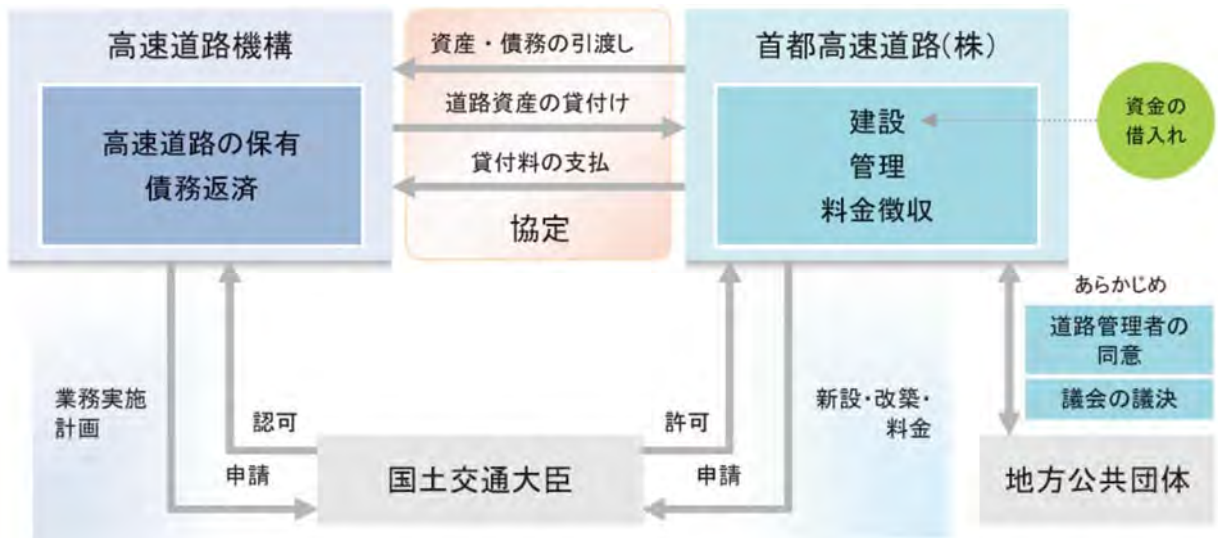 高速道路機構
高速道路の保有
債務返済
資産・債務の引渡し
道路資産の貸付け
貸付料の支払
協定
首都高速道路(株)
建設
管理
料金徴収
資金の
借入れ
あらかじめ
道路管理者の
同意
議会の議決
業務実施
計画
認可
申請
国土交通大臣
許可
申請
新設・改築・
料金
地方公共団体